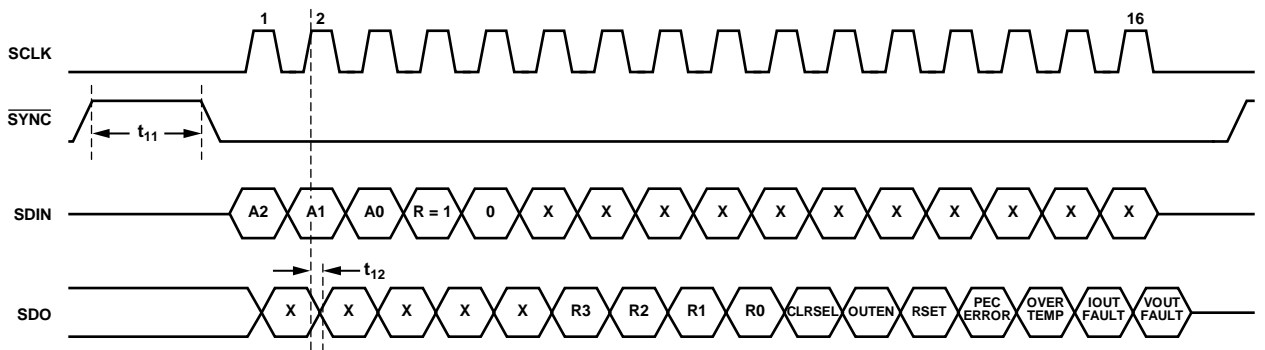 1 2 16
SCLK
SYNC
t11
SDIN A2 A1 A0 R = 1 0 X X X X X X X X X X X
t12
SDO X X X X X R3 R2 R1 R0 CLRSEL OUTEN RSET PEC ERROR OVER TEMP IOUT FAULT VOUT FAULT